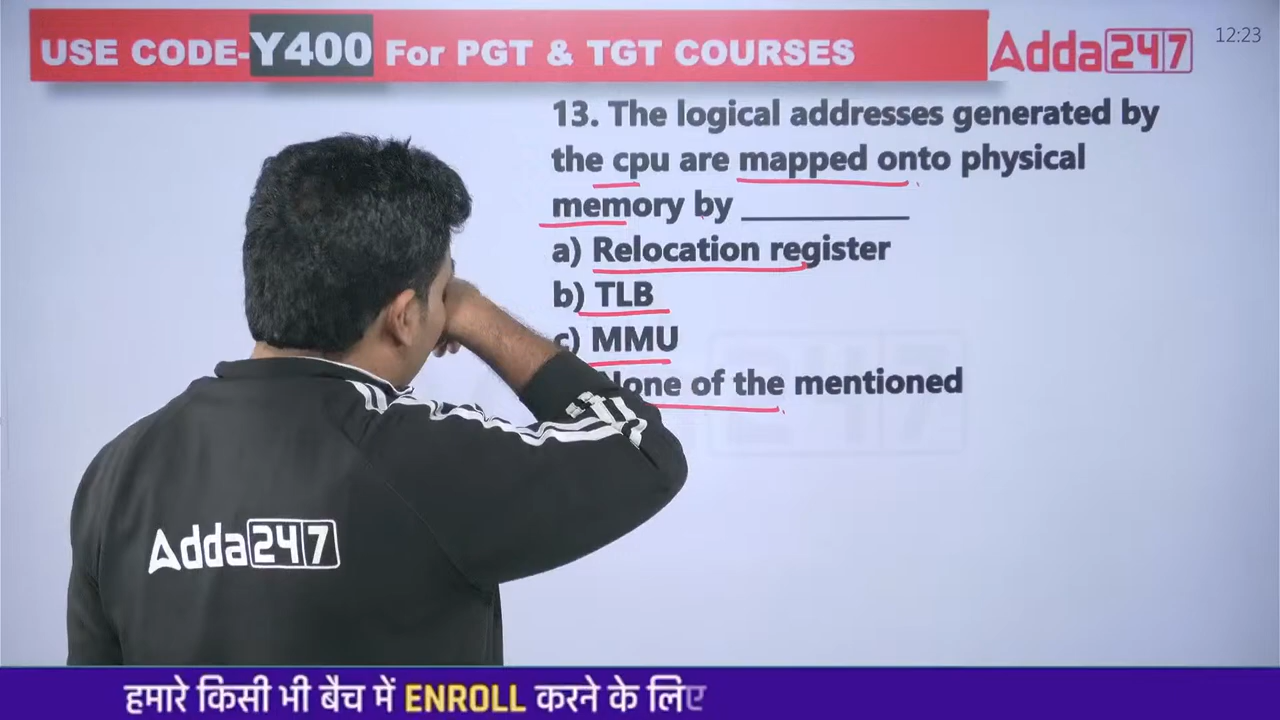 USE CODE-Y400 For PGT & TGT COURSES
Adda247
12:23
13. The logical addresses generated by
the cpu are mapped onto physical
memory by __________
a) Relocation register
b) TLB
c) MMU
None of the mentioned
Adda247
हमारे किसी भी बैच में ENROLL करने के लिए